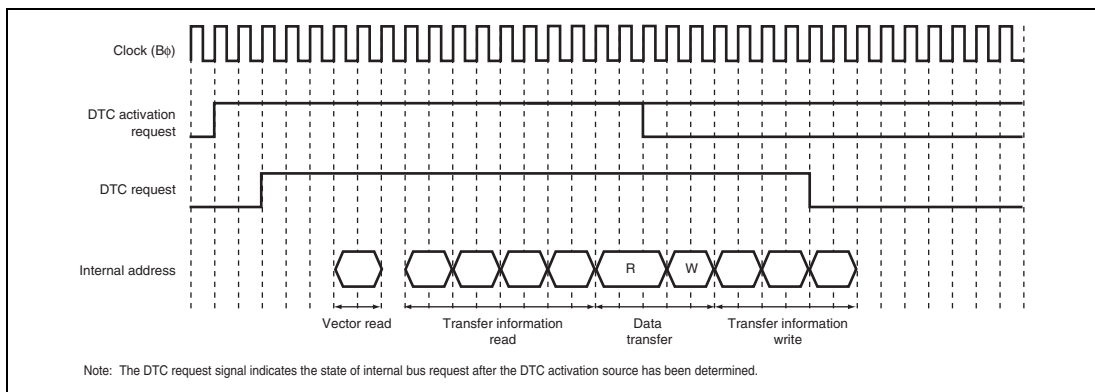 Clock (Bϕ)
DTC activation
request
DTC request
Internal address
R
W
Vector read
Transfer information
read
Data
transfer
Transfer information
write
Note: The DTC request signal indicates the state of internal bus request after the DTC activation source has been determined.